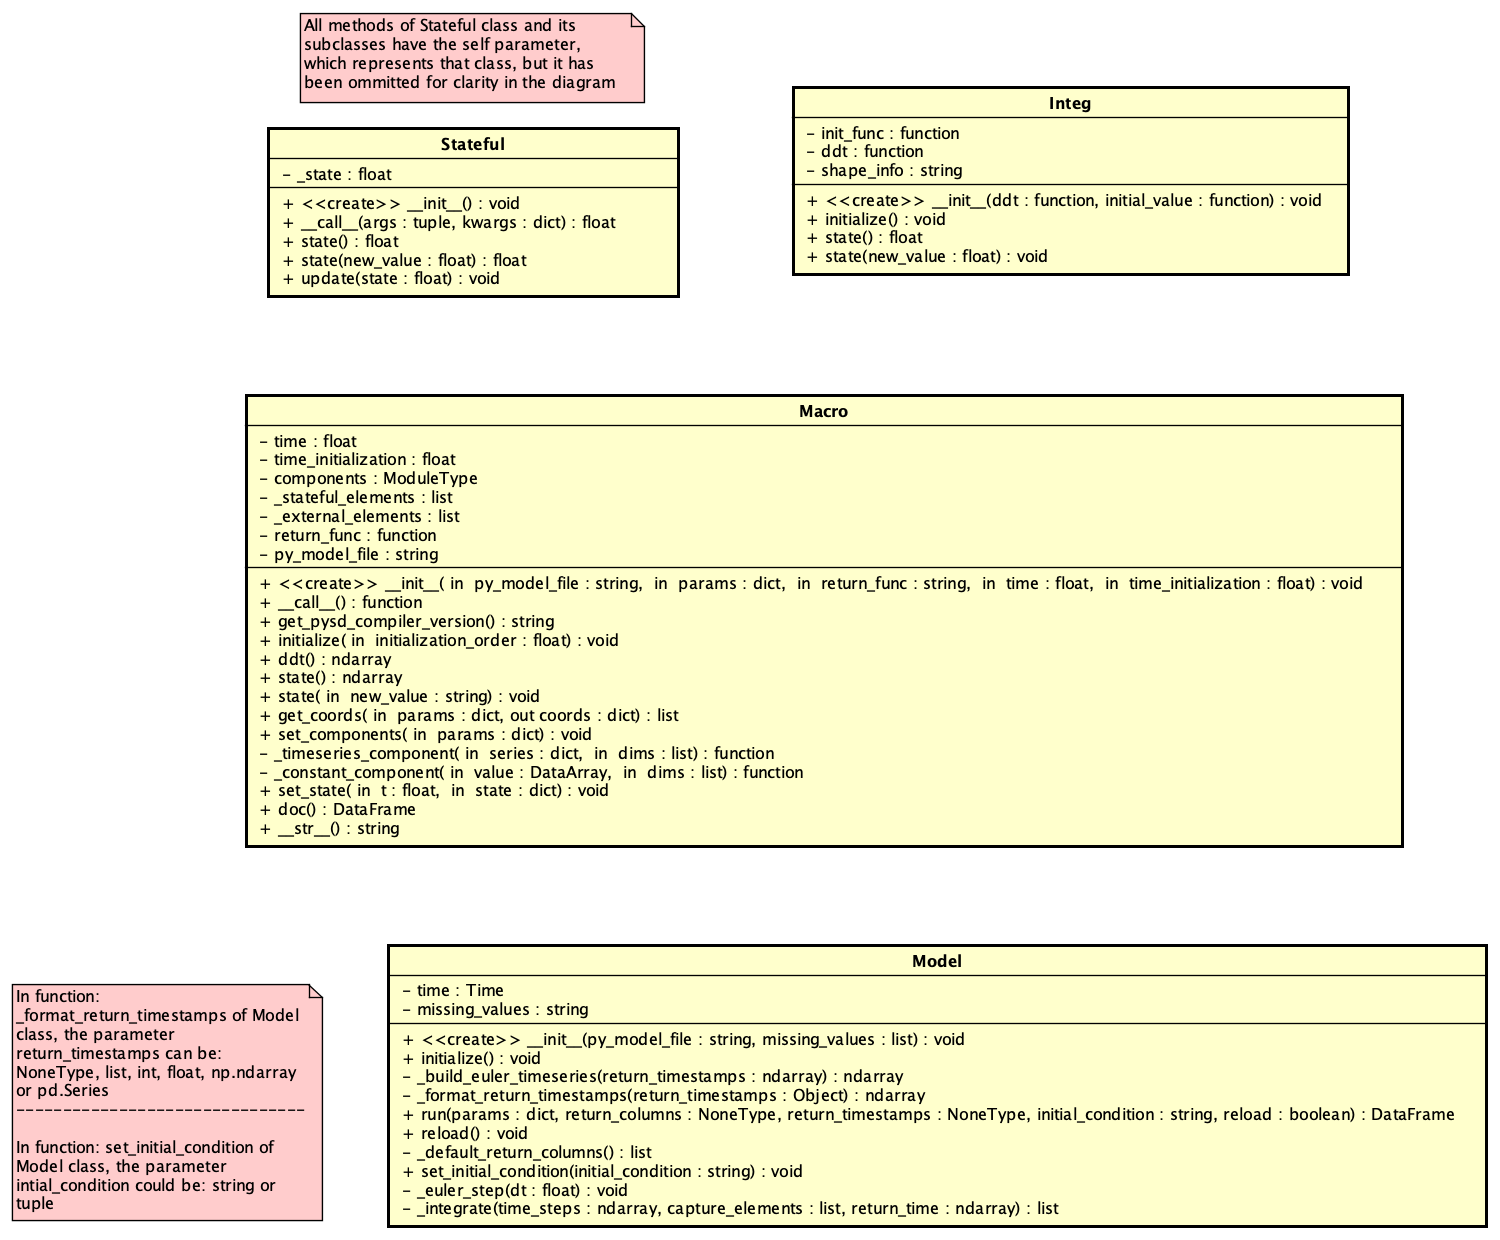 All methods of Stateful class and its
subclasses have the self parameter,
which represents that class, but it has
been ommitted for clarity in the diagram
Stateful
- _state : float
+ <<create>> __init__() : void
+ __call__(args : tuple, kwargs : dict) : float
+ state() : float
+ state(new_value : float) : float
+ update(state : float) : void
Integ
- init_func : function
- ddt : function
- shape_info : string
+ <<create>> __init__(ddt : function, initial_value : function) : void
+ initialize() : void
+ state() : float
+ state(new_value : float) : void
Macro
- time : float
- time_initialization : float
- components : ModuleType
- _stateful_elements : list
- _external_elements : list
- return_func : function
- py_model_file : string
+ <<create>> __init__( in py_model_file : string, in params : dict, in return_func : string, in time : float, in time_initialization : float) : void
+ __call__() : function
+ get_pysd_compiler_version() : string
+ initialize( in initialization_order : float) : void
+ ddt() : ndarray
+ state() : ndarray
+ state( in new_value : string) : void
+ get_coords( in params : dict, out coords : dict) : list
+ set_components( in params : dict) : void
- _timeseries_component( in series : dict, in dims : list) : function
- _constant_component( in value : DataArray, in dims : list) : function
+ set_state( in t : float, in state : dict) : void
+ doc() : DataFrame
+ __str__() : string
In function:
_format_return_timestamps of Model
class, the parameter
return_timestamps can be:
NoneType, list, int, float, np.ndarray
or pd.Series
-------------------------------
In function: set_initial_condition of
Model class, the parameter
intial_condition could be: string or
tuple
Model
- time : Time
- missing_values : string
+ <<create>> __init__(py_model_file : string, missing_values : list) : void
+ initialize() : void
- _build_euler_timeseries(return_timestamps : ndarray) : ndarray
- _format_return_timestamps(return_timestamps : Object) : ndarray
+ run(params : dict, return_columns : NoneType, return_timestamps : NoneType, initial_condition : string, reload : boolean) : DataFrame
+ reload() : void
- _default_return_columns() : list
+ set_initial_condition(initial_condition : string) : void
- _euler_step(dt : float) : void
- _integrate(time_steps : ndarray, capture_elements : list, return_time : ndarray) : list